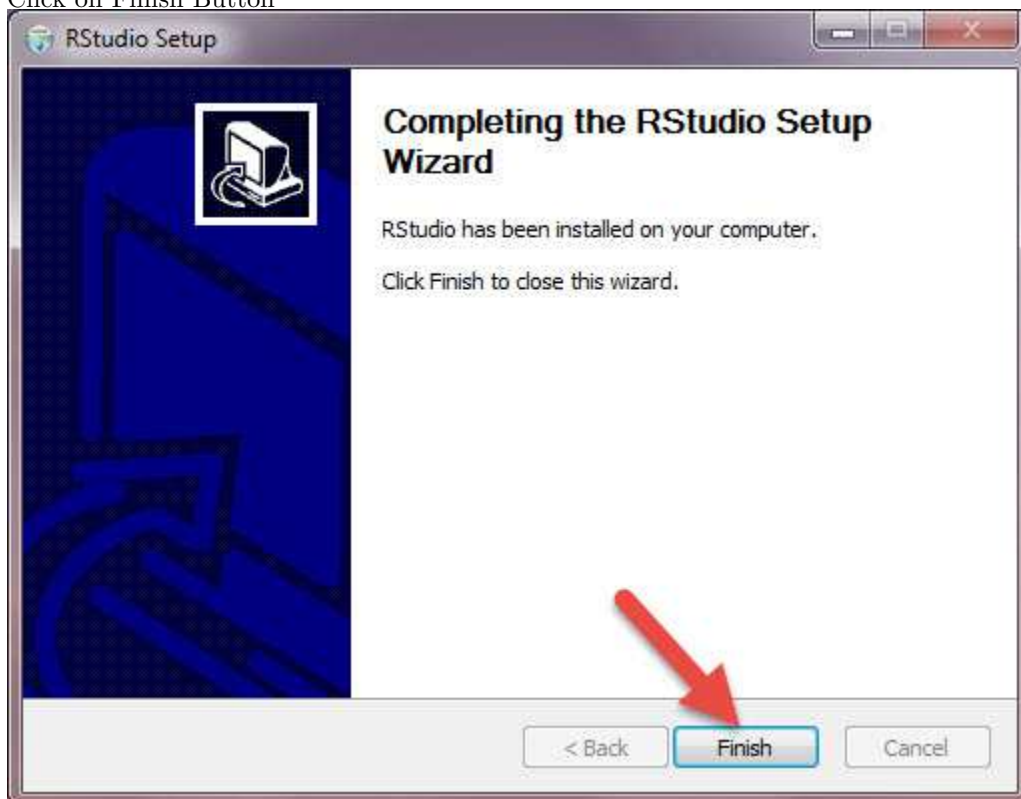 Click on Finish Button
RStudio Setup
Completing the RStudio Setup
Wizard
RStudio has been installed on your computer.
Click Finish to close this wizard.
< Back
Finish
Cancel